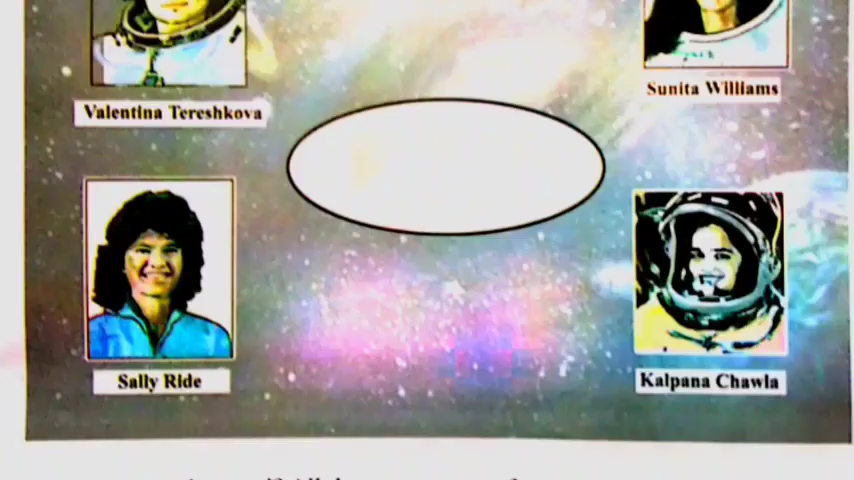 Sunita Williams
Valentina Tereshkova
Sally Ride
Kalpana Chawla